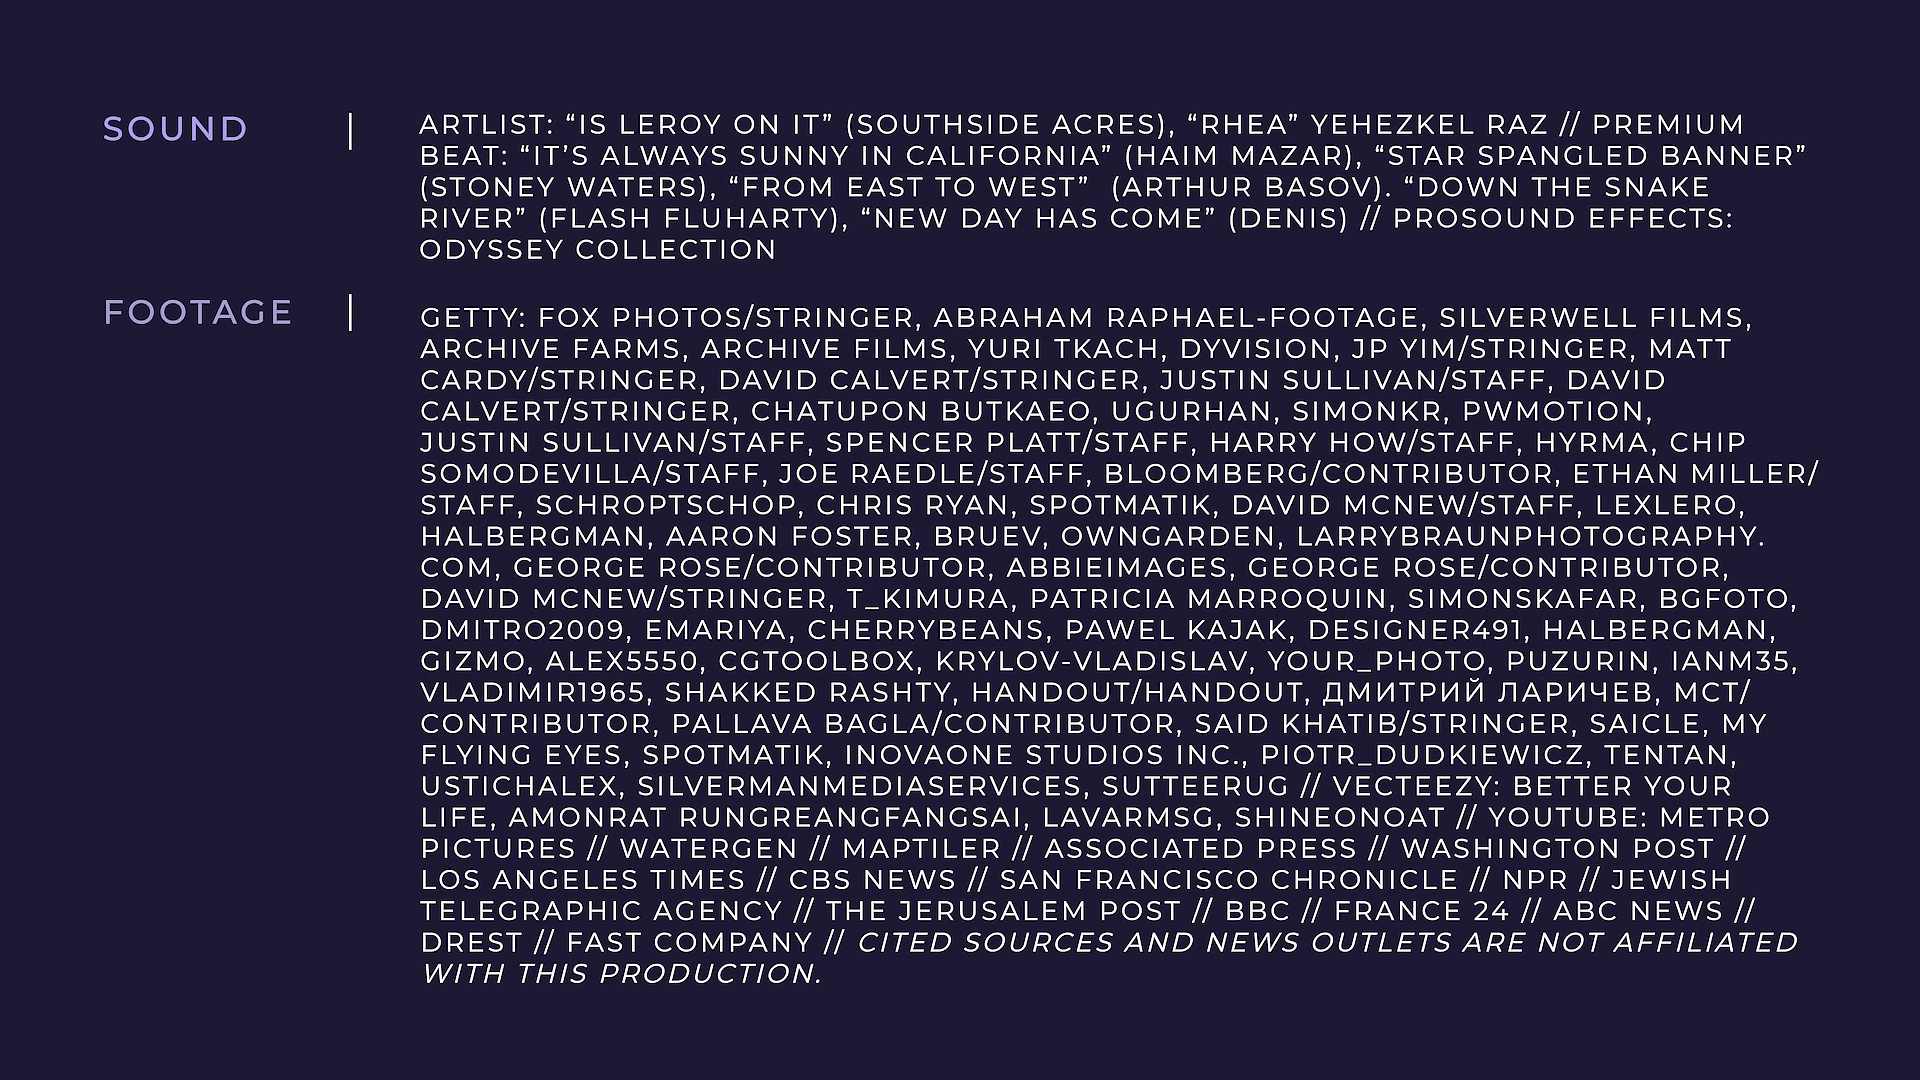 SOUND |
ARTLIST: “IS LEROY ON IT” (SOUTHSIDE ACRES), “RHEA” YEHEZKEL RAZ // PREMIUM
BEAT: “IT’S ALWAYS SUNNY IN CALIFORNIA” (HAIM MAZAR), “STAR SPANGLED BANNER”
(STONEY WATERS), “FROM EAST TO WEST” (ARTHUR BASOV). “DOWN THE SNAKE
RIVER” (FLASH FLUHARTY), “NEW DAY HAS COME” (DENIS) // PROSOUND EFFECTS:
ODYSSEY COLLECTION
FOOTAGE |
GETTY: FOX PHOTOS/STRINGER, ABRAHAM RAPHAEL-FOOTAGE, SILVERWELL FILMS,
ARCHIVE FARMS, ARCHIVE FILMS, YURI TKACH, DYVISION, JP YIM/STRINGER, MATT
CARDY/STRINGER, DAVID CALVERT/STRINGER, JUSTIN SULLIVAN/STAFF, DAVID
CALVERT/STRINGER, CHATUPON BUTKAEO, UGURHAN, SIMONKR, PWMOTION,
JUSTIN SULLIVAN/STAFF, SPENCER PLATT/STAFF, HARRY HOW/STAFF, HYRMA, CHIP
SOMODEVILLA/STAFF, JOE RAEDLE/STAFF, BLOOMBERG/CONTRIBUTOR, ETHAN MILLER/
STAFF, SCHROPTSCHOP, CHRIS RYAN, SPOTMATIK, DAVID MCNEW/STAFF, LEXLERO,
HALBERGMAN, AARON FOSTER, BRUEV, OWNGARDEN, LARRYBRAUNPHOTOGRAPHY.
COM, GEORGE ROSE/CONTRIBUTOR, ABBIEIMAGES, GEORGE ROSE/CONTRIBUTOR,
DAVID MCNEW/STRINGER, T_KIMURA, PATRICIA MARROQUIN, SIMONSKAFAR, BGFOTO,
DMITRO2009, EMARIYA, CHERRYBEANS, PAWEL KAJAK, DESIGNER491, HALBERGMAN,
GIZMO, ALEX5550, CGTOOLBOX, KRYLOV-VLADISLAV, YOUR_PHOTO, PUZURIN, IANM35,
VLADIMIR1965, SHAKKED RASHTY, HANDOUT/HANDOUT, ДМИТРИЙ ЛАРИЧЕВ, MCT/
CONTRIBUTOR, PALLAVA BAGLA/CONTRIBUTOR, SAID KHATIB/STRINGER, SAICLE, MY
FLYING EYES, SPOTMATIK, INOVAONE STUDIOS INC., PIOTR_DUDKIEWICZ, TENTAN,
USTICHALEX, SILVERMANMEDIASERVICES, SUTTEERUG // VECTEEZY: BETTER YOUR
LIFE, AMONRAT RUNGREANGFANGSAI, LAVARMSG, SHINEONOAT // YOUTUBE: METRO
PICTURES // WATERGEN // MAPTILER // ASSOCIATED PRESS // WASHINGTON POST //
LOS ANGELES TIMES // CBS NEWS // SAN FRANCISCO CHRONICLE // NPR // JEWISH
TELEGRAPHIC AGENCY // THE JERUSALEM POST // BBC // FRANCE 24 // ABC NEWS //
DREST // FAST COMPANY // CITED SOURCES AND NEWS OUTLETS ARE NOT AFFILIATED
WITH THIS PRODUCTION.